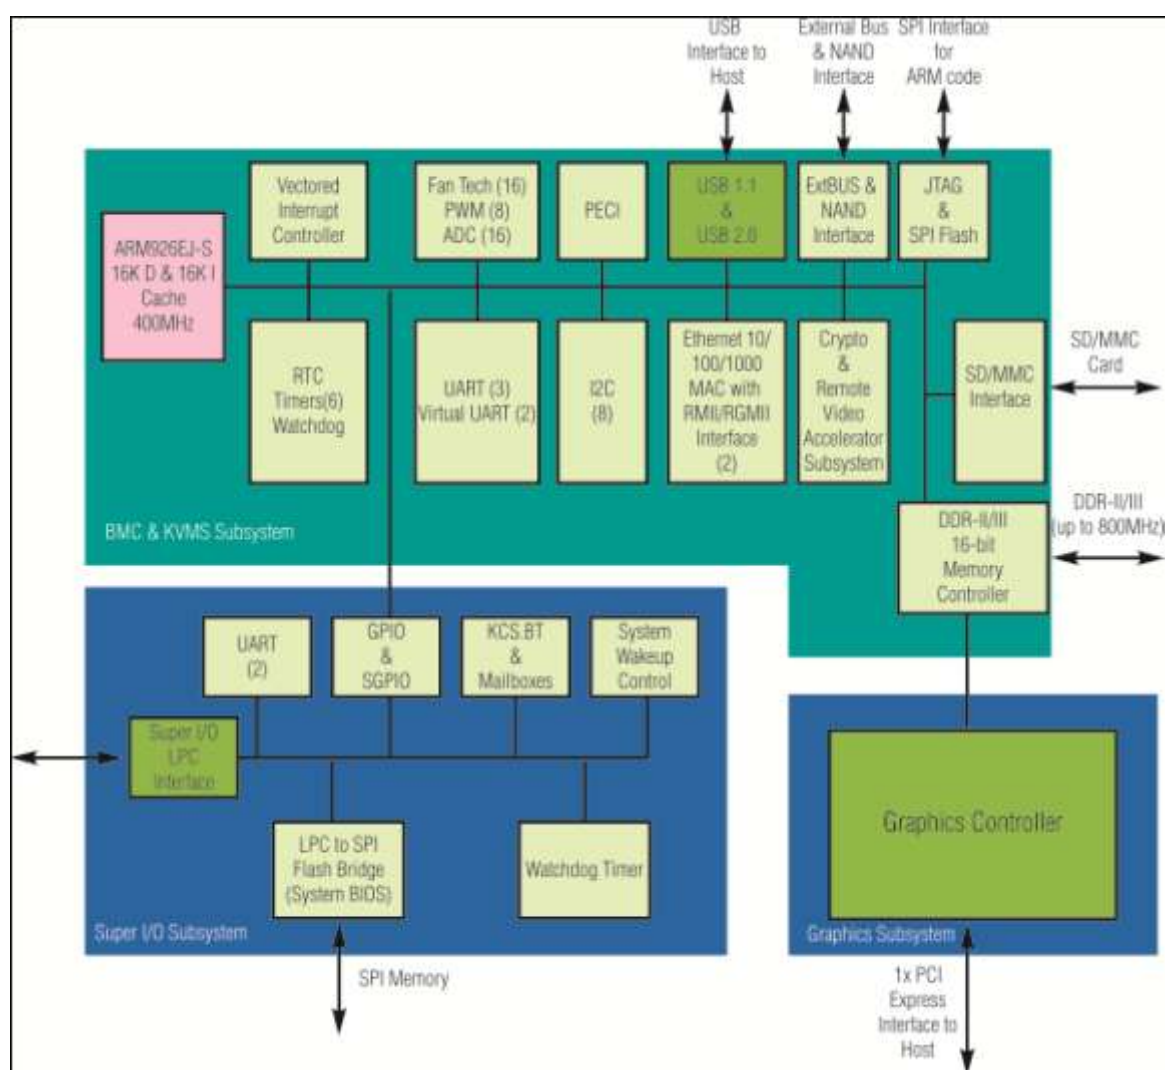 USB
Interface to
Host
External Bus
& NAND
Interface
SPI Interface
for
ARM code
Vectored
Interrupt
Controller
Fan Tech (16)
PWM (8)
ADC (16)
PECI
USB 1.1
&
USB 2.0
ExtBUS &
NAND
Interface
JTAG
&
SPI Flash
ARM926EJ-S
16K D & 16K I
Cache
400MHz
RTC
Timers(6)
Watchdog
UART (3)
Virtual UART (2)
I2C
(8)
Ethernet 10/
100/1000
MAC with
RMII/RGMII
Interface
(2)
Crypto
&
Remote
Video
Accelerator
Subsystem
SD/MMC
Interface
SD/MMC
Card
BMC & KVMS Subsystem
DDR-II/III
16-bit
Memory
Controller
DDR-II/III
(up to 800MHz)
UART
(2)
GPIO
&
SGPIO
KCS.BT
&
Mailboxes
System
Wakeup
Control
Super I/O
LPC
Interface
LPC to SPI
Flash Bridge
(System BIOS)
Watchdog Timer
Super I/O Subsystem
SPI Memory
Graphics Controller
Graphics Subsystem
1x PCI
Express
Interface to
Host